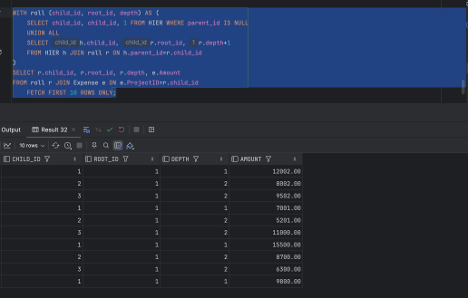 WITH roll (child_id, root_id, depth) AS (
SELECT child_id, child_id, 1 FROM HIER WHERE parent_id IS NULL
UNION ALL
SELECT child_id h.child_id, child_id r.root_id, 1 r.depth+1
FROM HIER h JOIN roll r ON h.parent_id=r.child_id
)
SELECT r.child_id, r.root_id, r.depth, e.Amount
FROM roll r JOIN Expense e ON e.ProjectID=r.child_id
FETCH FIRST 10 ROWS ONLY;
Output Result 32 ×
10 rows
CHILD_ID ROOT_ID DEPTH AMOUNT
1 1 1 12002.00
2 1 2 8002.00
3 1 2 9502.00
1 1 1 7001.00
2 1 2 5201.00
3 1 2 11000.00
1 1 1 15500.00
2 1 2 8700.00
3 1 2 6300.00
1 1 1 9800.00